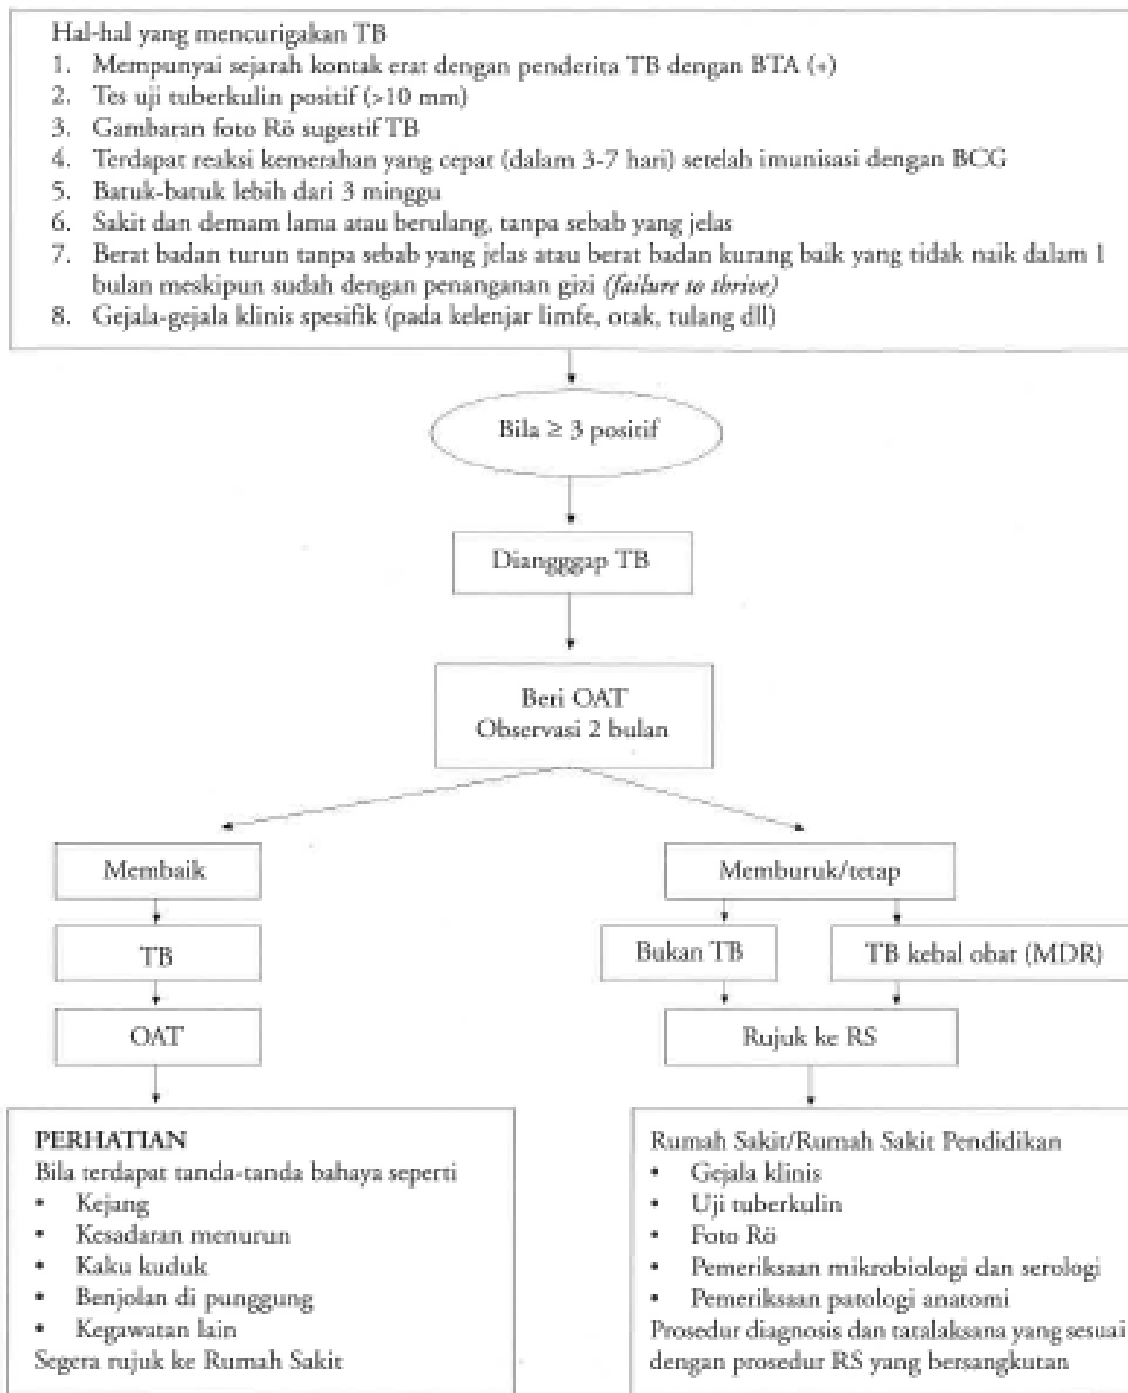 Hal-hal yang mencurigakan TB
1. Mempunyai sejarah kontak erat dengan penderita TB dengan BTA (+)
2. Tes uji tuberkulin positif (>10 mm)
3. Gambaran foto Rö sugestif TB
4. Terdapat reaksi kemerahan yang cepat (dalam 3-7 hari) setelah imunisasi dengan BCG
5. Batuk-batuk lebih dari 3 minggu
6. Sakit dan demam lama atau berulang, tanpa sebab yang jelas
7. Berat badan turun tanpa sebab yang jelas atau berat badan kurang baik yang tidak naik dalam 1
bulan meskipun sudah dengan penanganan gizi (failure to thrive)
8. Gejala-gejala klinis spesifik (pada kelenjar limfe, otak, tulang dll)
Bila ≥ 3 positif
Diangggap TB
Beri OAT
Observasi 2 bulan
Membaik
TB
OAT
PERHATIAN
Bila terdapat tanda-tanda bahaya seperti
• Kejang
• Kesadaran menurun
• Kaku kuduk
• Benjolan di punggung
• Kegawatan lain
Segera rujuk ke Rumah Sakit
Memburuk/tetap
Bukan TB
TB kebal obat (MDR)
Rujuk ke RS
Rumah Sakit/Rumah Sakit Pendidikan
• Gejala klinis
• Uji tuberkulin
• Foto Rö
• Pemeriksaan mikrobiologi dan serologi
• Pemeriksaan patologi anatomi
Prosedur diagnosis dan tatalaksana yang sesuai
dengan prosedur RS yang bersangkutan